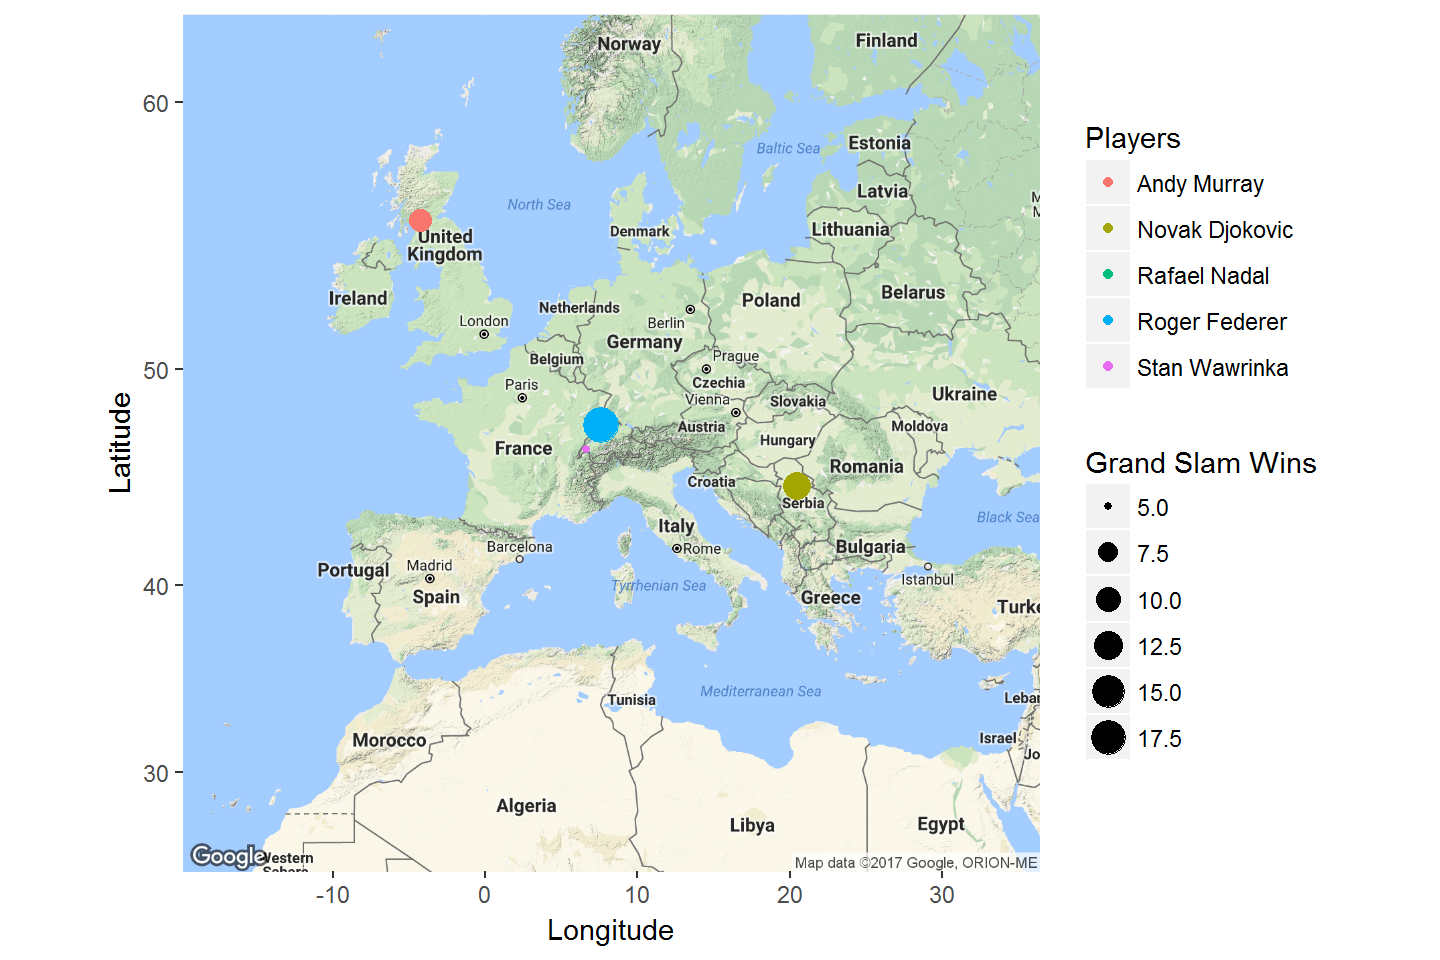 Norway
Finland
60
Baltic Sea
Estonia
Latvia
North Sea
Denmark
Lithuania
United
Kingdom
Ireland
Netherlands
Poland
Belarus
London
Berlin
Germany
50
Belgium
Prague
Czechia
Paris
Vienna
Slovakia
Ukraine
Austria
Moldova
France
Hungary
Romania
Croatia
Serbia
Black Sea
Italy
Rome
Bulgaria
Barcelona
Portugal
Madrid
Spain
40
Tyrrhenian Sea
Greece
Istanbul
Turke
Mediterranean Sea
Tunisia
Leban
Morocco
Israel
Jo
30
Algeria
Libya
Egypt
Google
Western
Sahara
Map data ©2017 Google, ORION-ME
-10
0
10
20
30
Longitude
Latitude
Players
Andy Murray
Novak Djokovic
Rafael Nadal
Roger Federer
Stan Wawrinka
Grand Slam Wins
5.0
7.5
10.0
12.5
15.0
17.5